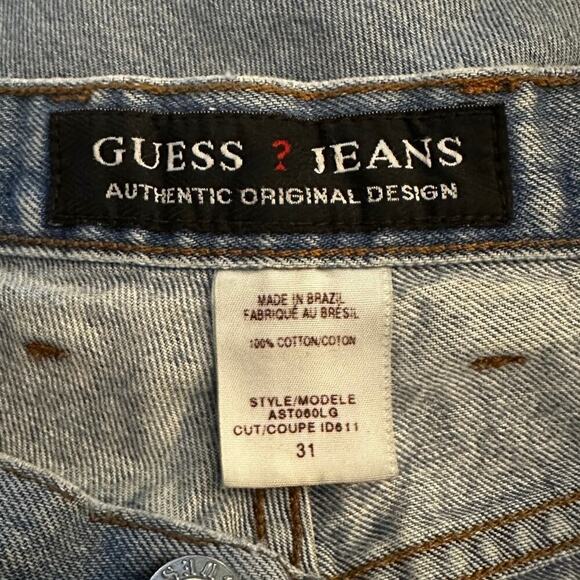 GUESS ? JEANS
AUTHENTIC ORIGINAL DESIGN
MADE IN BRAZIL
FABRIQUÉ AU BRÉSIL
100% COTTON/COTON
STYLE/MODELE
AST060LG
CUT/COUPE ID611
31